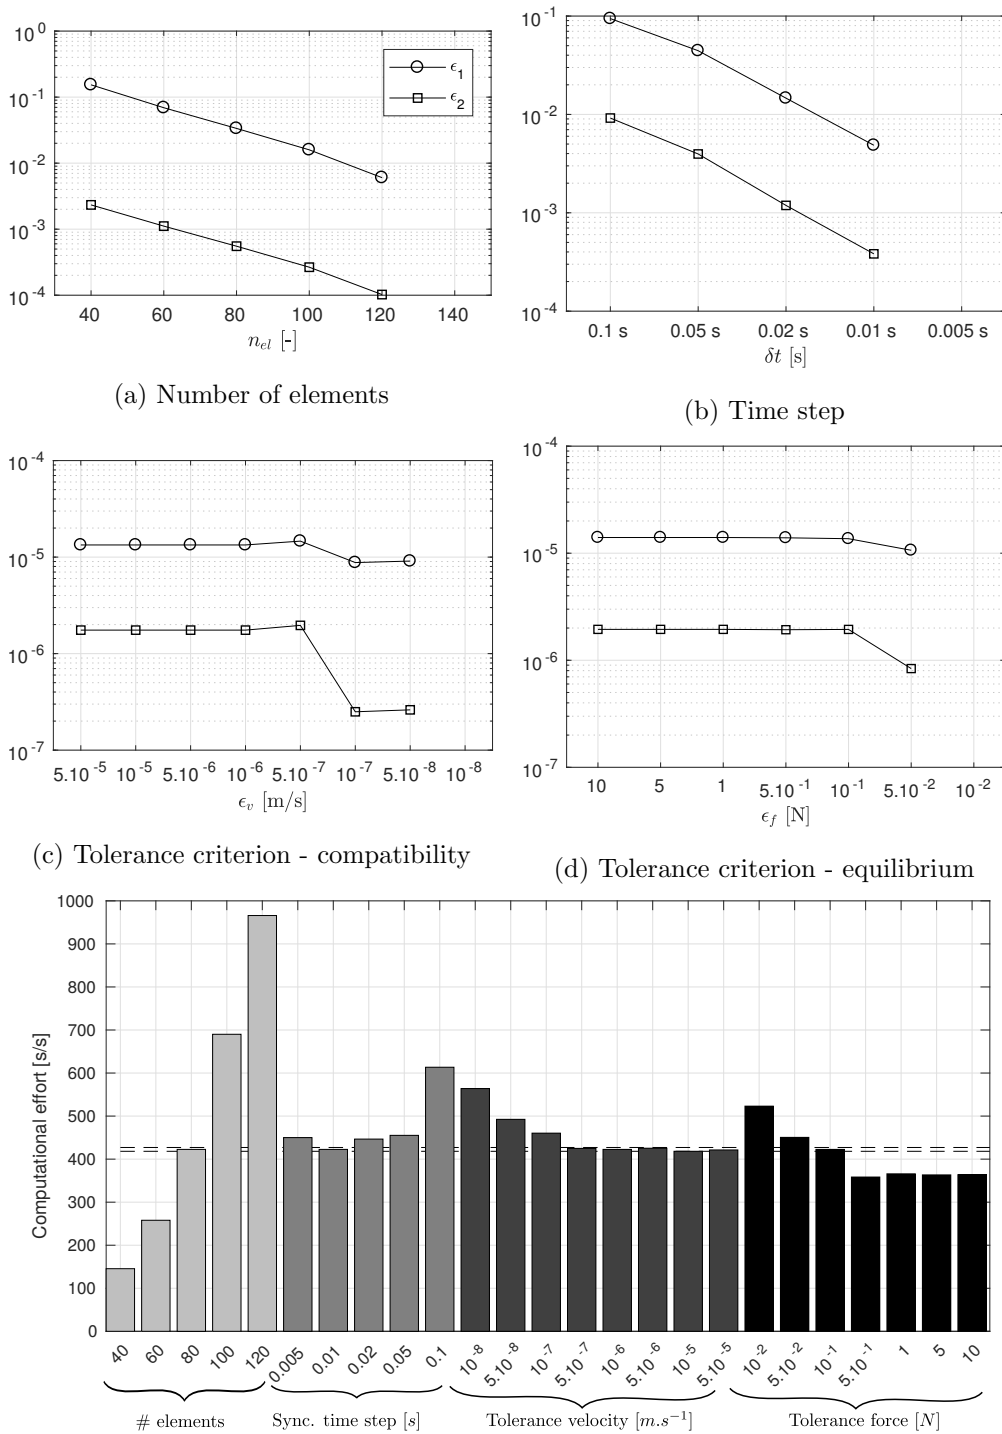 10^0
10^-1
10^-2
10^-3
10^-4
ϵ_1
ϵ_2
40 60 80 100 120 140
n_el [-]
(a) Number of elements
10^-1
10^-2
10^-3
10^-4
0.1 s 0.05 s 0.02 s 0.01 s 0.005 s
δt [s]
(b) Time step
10^-4
10^-5
10^-6
10^-7
5.10^-5 10^-5 5.10^-6 10^-6 5.10^-7 10^-7 5.10^-8 10^-8
ϵ_v [m/s]
(c) Tolerance criterion - compatibility
10^-4
10^-5
10^-6
10^-7
10 5 1 5.10^-1 10^-1 5.10^-2 10^-2
ϵ_f [N]
(d) Tolerance criterion - equilibrium
Computational effort [s/s]
1000
900
800
700
600
500
400
300
200
100
0
40 60 80 100 120 0.005 0.01 0.02 0.05 0.1 10^-8 5.10^-8 10^-7 5.10^-7 10^-6 5.10^-6 10^-5 5.10^-5 10^-2 5.10^-2 10^-1 5.10^-1 1 5 10
# elements Sync. time step [s] Tolerance velocity [m.s^-1] Tolerance force [N]